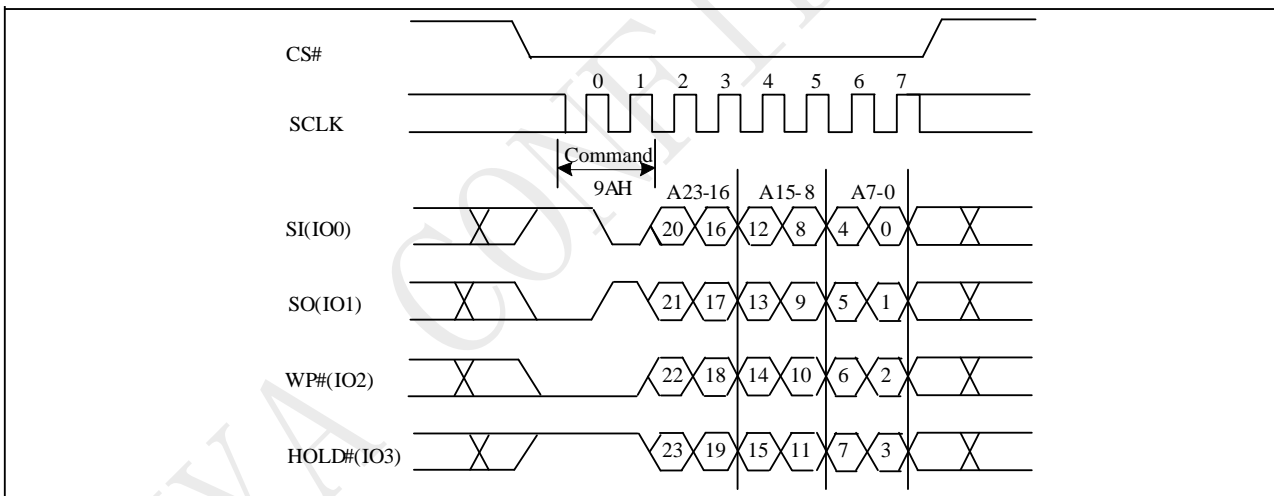 CS#
0 1 2 3 4 5 6 7
SCLK
Command
9AH
A23-16 A15-8 A7-0
SI(IO0) 20 16 12 8 4 0
SO(IO1) 21 17 13 9 5 1
WP#(IO2) 22 18 14 10 6 2
HOLD#(IO3) 23 19 15 11 7 3